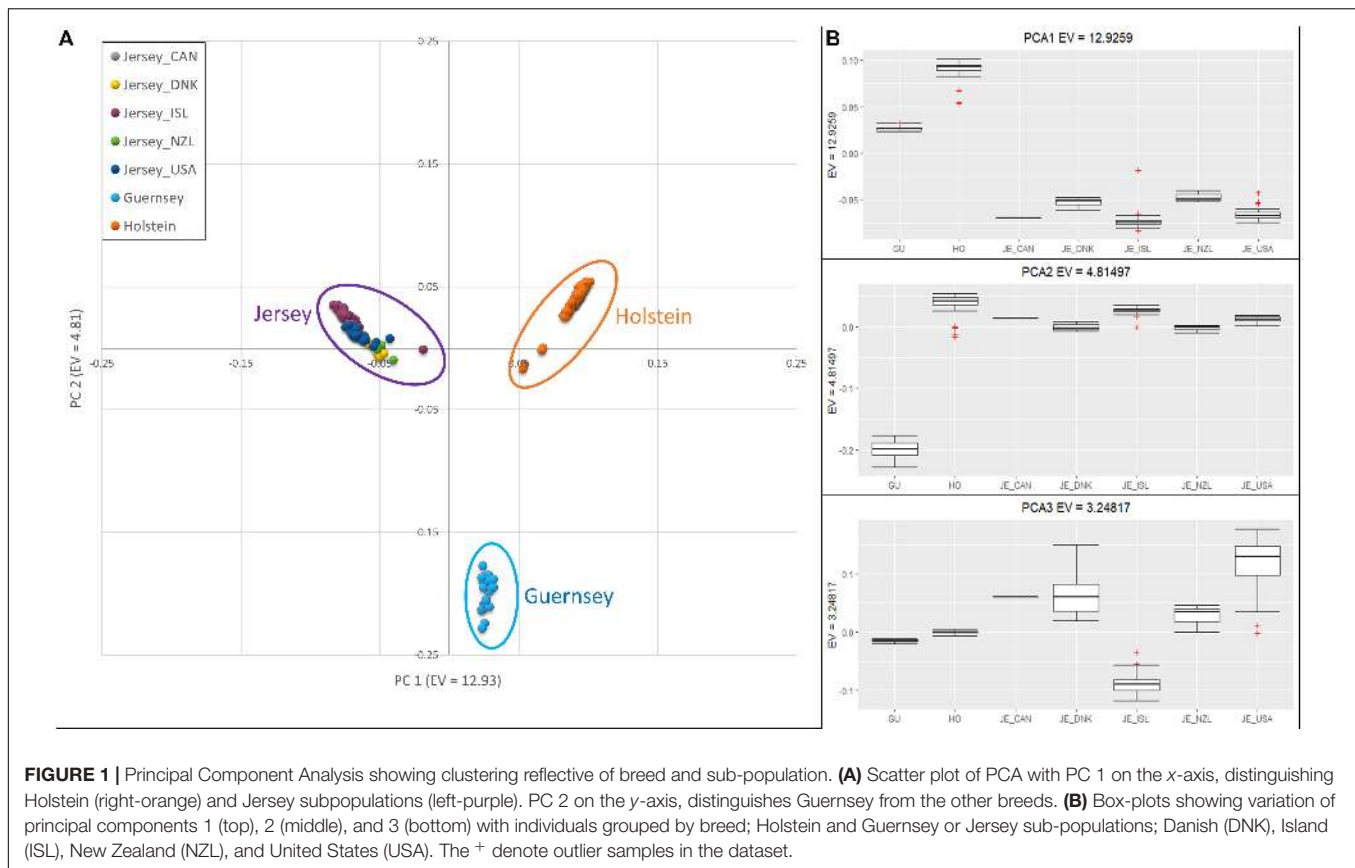 A
Jersey_CAN
Jersey_DNK
Jersey_ISL
Jersey_NZL
Jersey_USA
Guernsey
Holstein
0.25
0.15
0.05
-0.25
-0.15
-0.05
0.05
0.15
0.25
-0.05
-0.15
-0.25
Jersey
Holstein
Guernsey
PC 2 (EV = 4.81)
PC 1 (EV = 12.93)
B
PCA1 EV = 12.9259
EV = 12.9259
0.10
0.05
0.00
-0.05
GU HO JE_CAN JE_DNK JE_ISL JE_NZL JE_USA
PCA2 EV = 4.81497
EV = 4.81497
0.0
-0.1
-0.2
GU HO JE_CAN JE_DNK JE_ISL JE_NZL JE_USA
PCA3 EV = 3.24817
EV = 3.24817
0.1
0.0
-0.1
GU HO JE_CAN JE_DNK JE_ISL JE_NZL JE_USA
FIGURE 1 | Principal Component Analysis showing clustering reflective of breed and sub-population. (A) Scatter plot of PCA with PC 1 on the x-axis, distinguishing
Holstein (right-orange) and Jersey subpopulations (left-purple). PC 2 on the y-axis, distinguishes Guernsey from the other breeds. (B) Box-plots showing variation of
principal components 1 (top), 2 (middle), and 3 (bottom) with individuals grouped by breed; Holstein and Guernsey or Jersey sub-populations; Danish (DNK), Island
(ISL), New Zealand (NZL), and United States (USA). The + denote outlier samples in the dataset.